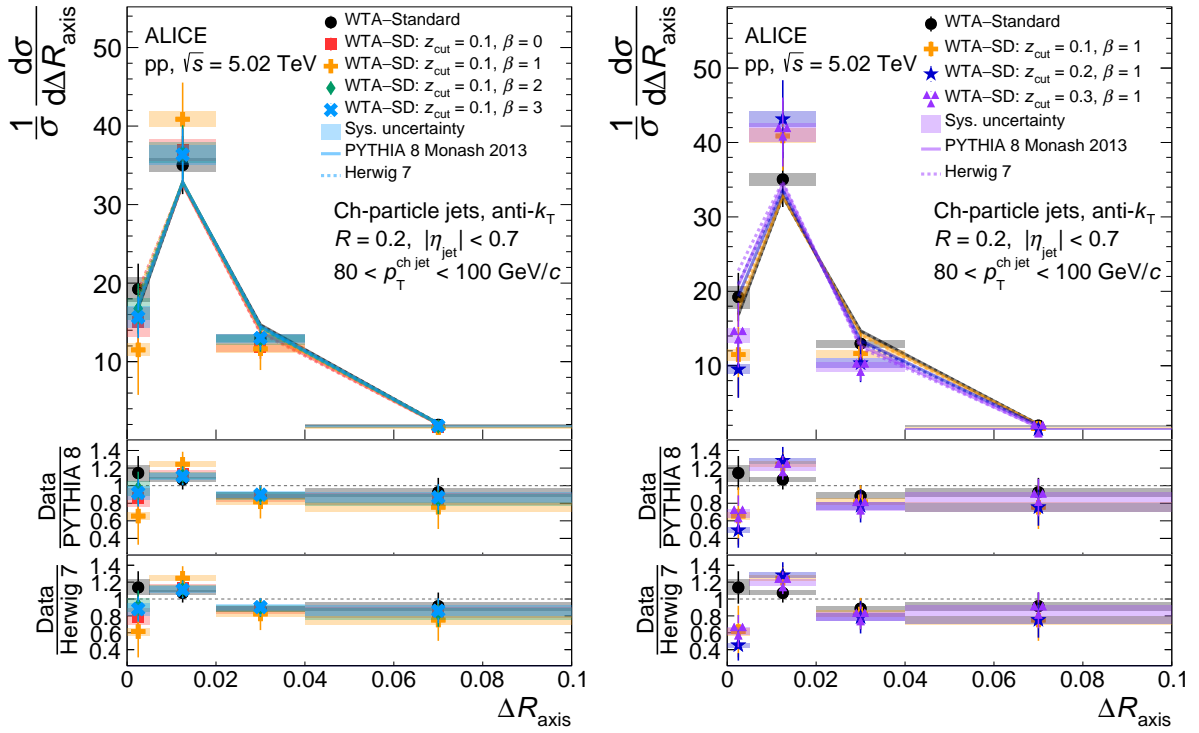 1/σ dσ/dΔR_axis
50
40
30
20
10
ALICE
pp, √s = 5.02 TeV
WTA–Standard
WTA–SD: z_cut = 0.1, β = 0
WTA–SD: z_cut = 0.1, β = 1
WTA–SD: z_cut = 0.1, β = 2
WTA–SD: z_cut = 0.1, β = 3
Sys. uncertainty
PYTHIA 8 Monash 2013
Herwig 7
Ch-particle jets, anti-k_T
R = 0.2, |η_jet| < 0.7
80 < p_T^ch jet < 100 GeV/c
Data/PYTHIA 8
1.4
1.2
1
0.8
0.6
0.4
Data/Herwig 7
1.4
1.2
1
0.8
0.6
0.4
0 0.02 0.04 0.06 0.08 0.1
ΔR_axis
1/σ dσ/dΔR_axis
50
40
30
20
10
ALICE
pp, √s = 5.02 TeV
WTA–Standard
WTA–SD: z_cut = 0.1, β = 1
WTA–SD: z_cut = 0.2, β = 1
WTA–SD: z_cut = 0.3, β = 1
Sys. uncertainty
PYTHIA 8 Monash 2013
Herwig 7
Ch-particle jets, anti-k_T
R = 0.2, |η_jet| < 0.7
80 < p_T^ch jet < 100 GeV/c
Data/PYTHIA 8
1.4
1.2
1
0.8
0.6
0.4
Data/Herwig 7
1.4
1.2
1
0.8
0.6
0.4
0 0.02 0.04 0.06 0.08 0.1
ΔR_axis